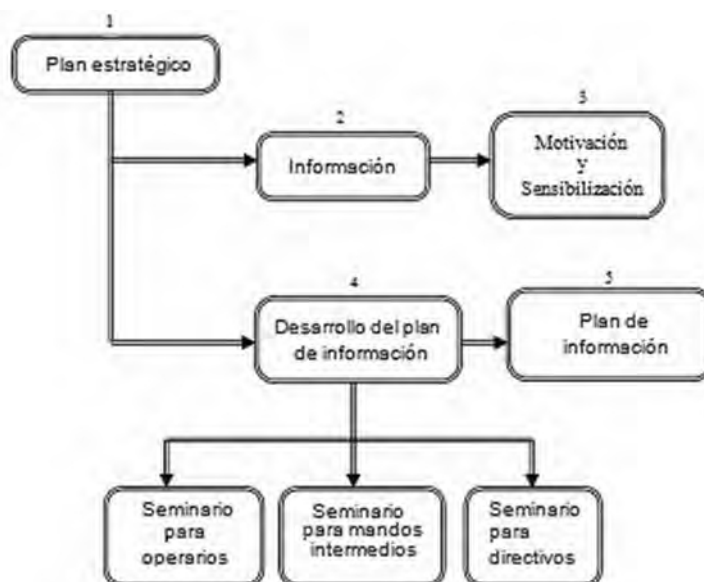 1
Plan estratégico
2
Información
3
Motivación
y
Sensibilización
4
Desarrollo del plan
de información
5
Plan de
información
Seminario
para
operarios
Seminario
para mandos
intermedios
Seminario
para
directivos